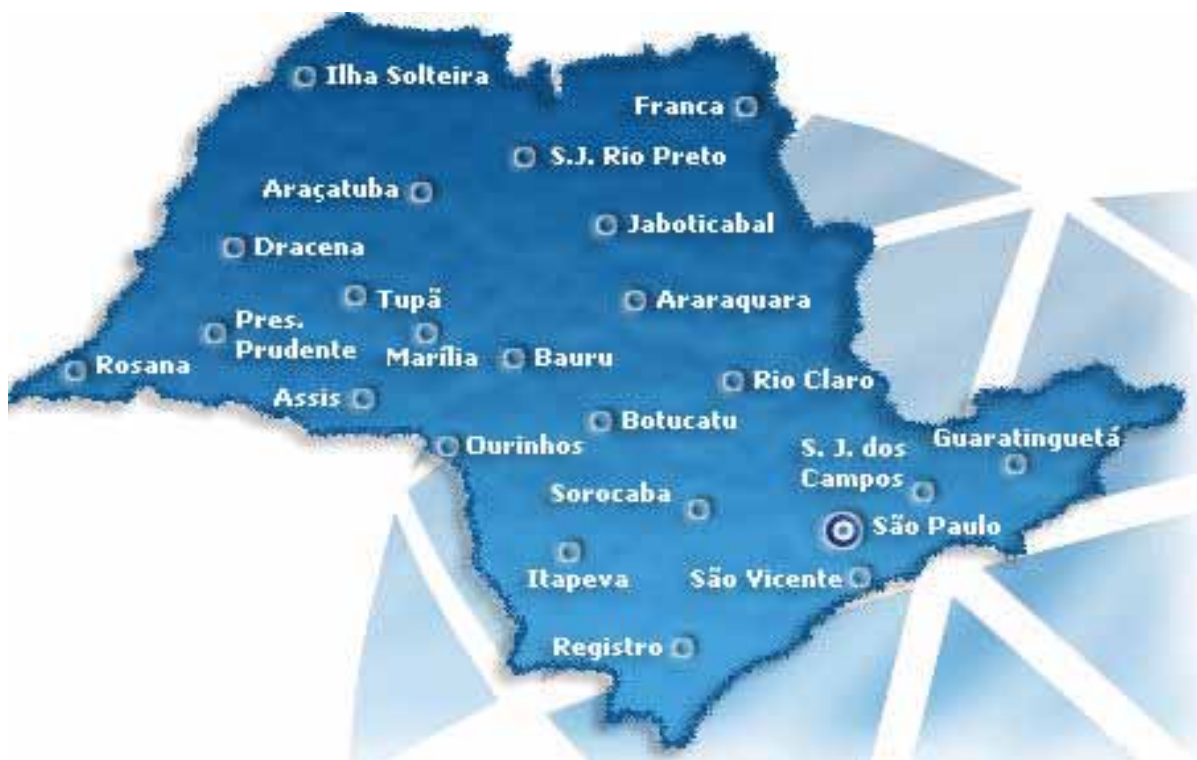 Ilha Solteira
Franca
S.J. Rio Preto
Araçatuba
Jaboticabal
Dracena
Tupã
Araraquara
Pres.
Prudente
Marília
Bauru
Rosana
Rio Claro
Assis
Botucatu
Ourinhos
Guaratinguetá
S. J. dos
Campos
Sorocaba
São Paulo
Itapeva
São Vicente
Registro